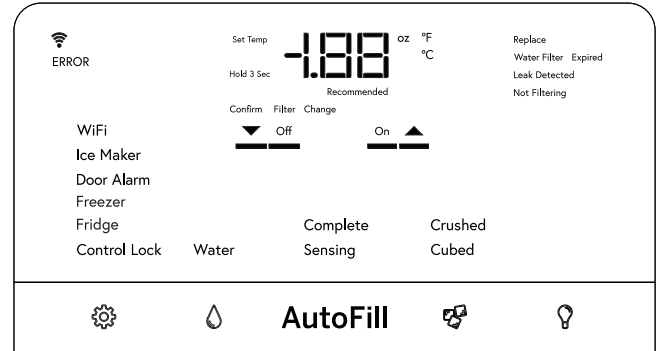 ERROR
Set Temp
Hold 3 Sec
-1.88 oz °F
°C
Recommended
Confirm Filter Change
Off On
Replace
Water Filter Expired
Leak Detected
Not Filtering
WiFi
Ice Maker
Door Alarm
Freezer
Fridge
Control Lock
Water
Complete
Sensing
Crushed
Cubed
AutoFill